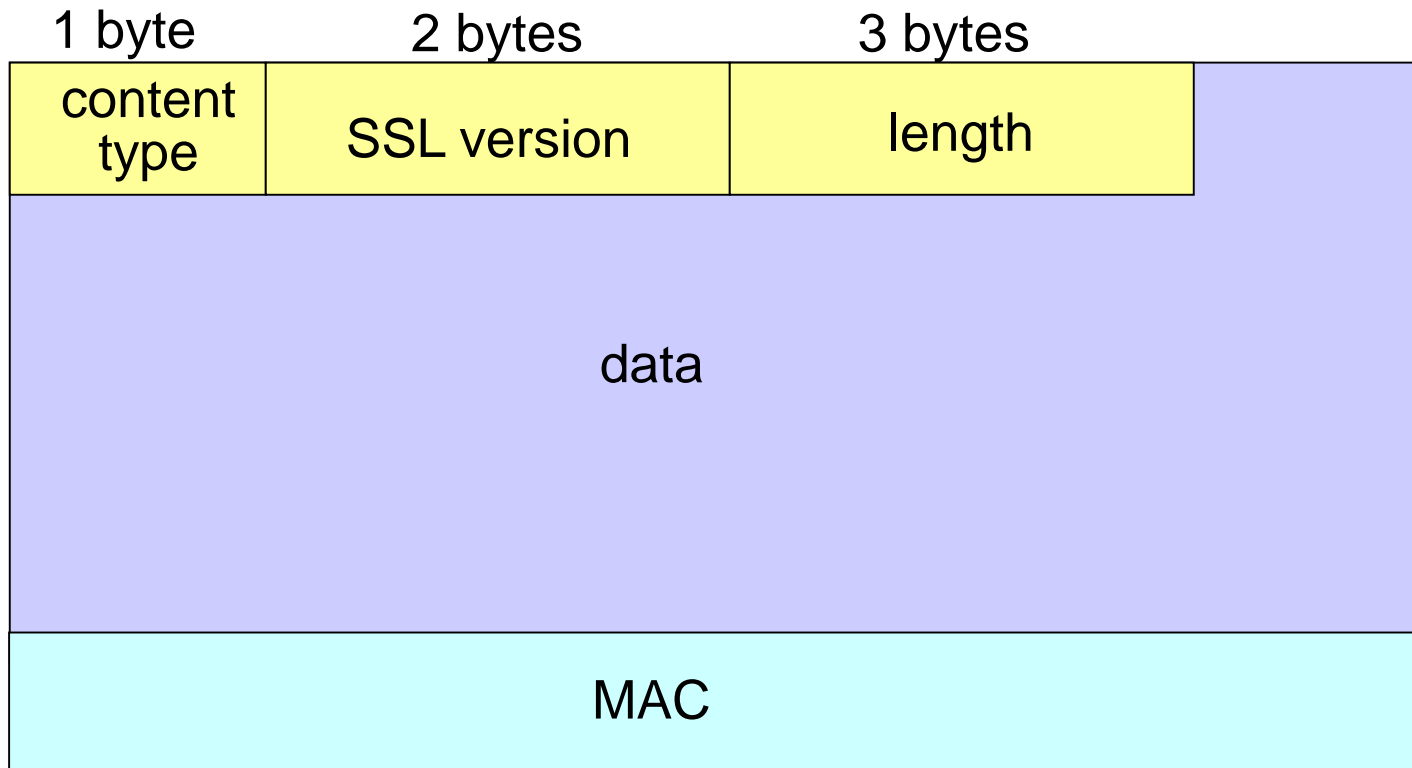 1 byte 2 bytes 3 bytes
content
type
SSL version
length
data
MAC